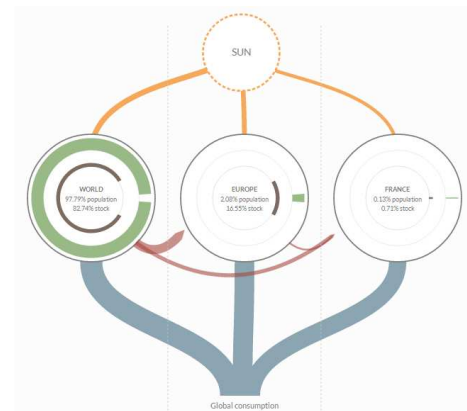 SUN
WORLD
97.79% population
82.74% stock
EUROPE
2.08% population
16.55% stock
FRANCE
0.13% population
0.71% stock
Global consumption